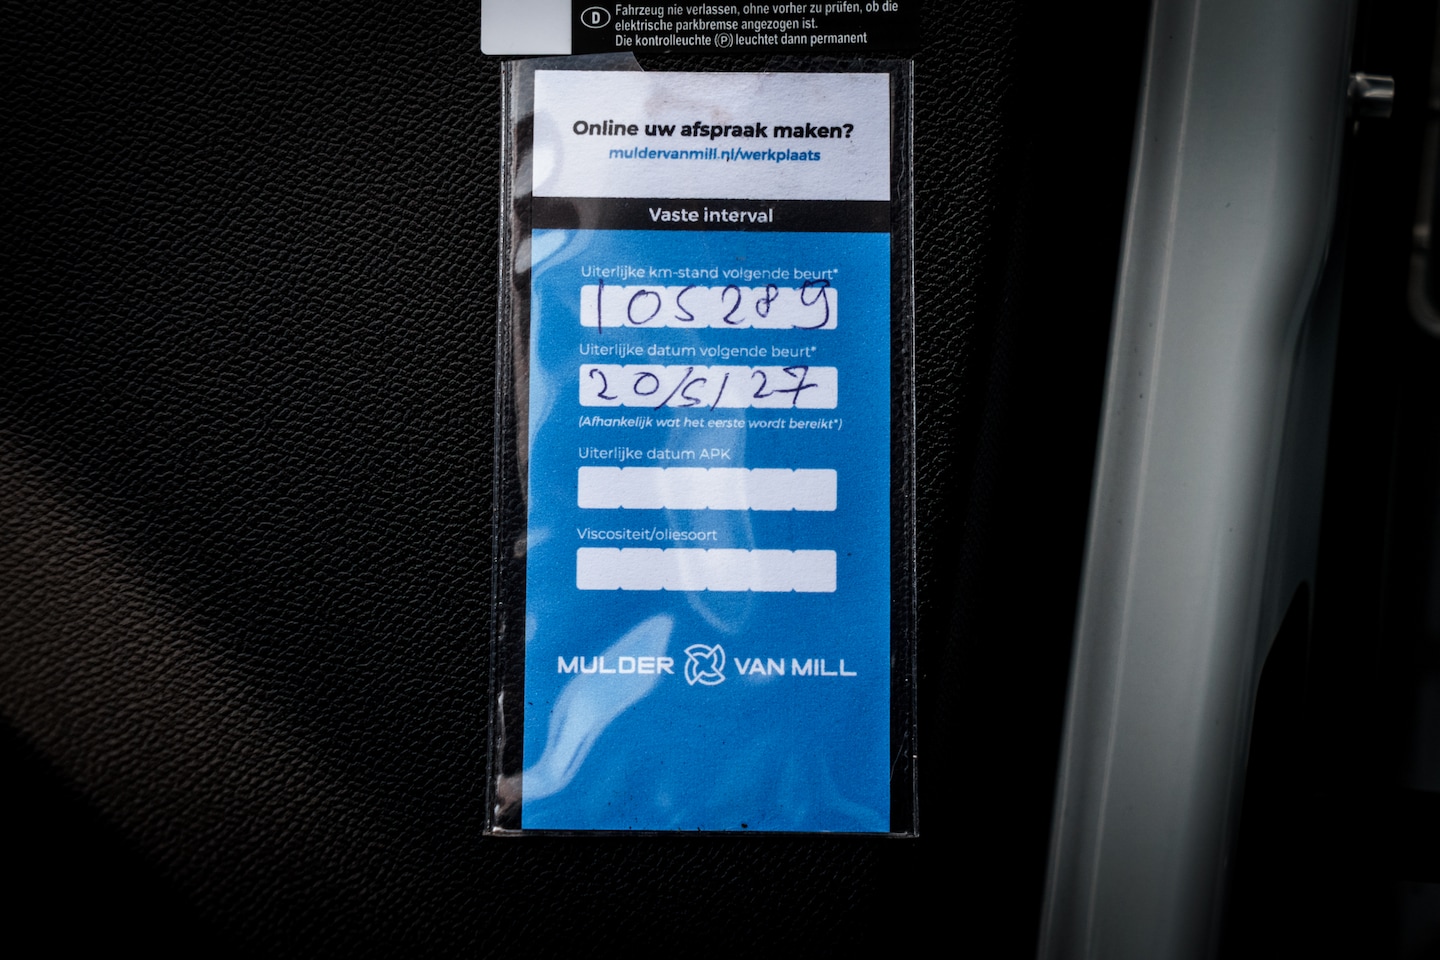 D Fahrzeug nie verlassen, ohne vorher zu prüfen, ob die
elektrische parkbremse angezogen ist.
Die kontrolleuchte (P) leuchtet dann permanent
Online uw afspraak maken?
muldervanmill.nl/werkplaats
Vaste interval
Uiterlijke km-stand volgende beurt*
105289
Uiterlijke datum volgende beurt*
20/5/27
(Afhankelijk wat het eerste wordt bereikt*)
Uiterlijke datum APK
Viscositeit/oliesoort
MULDER VAN MILL